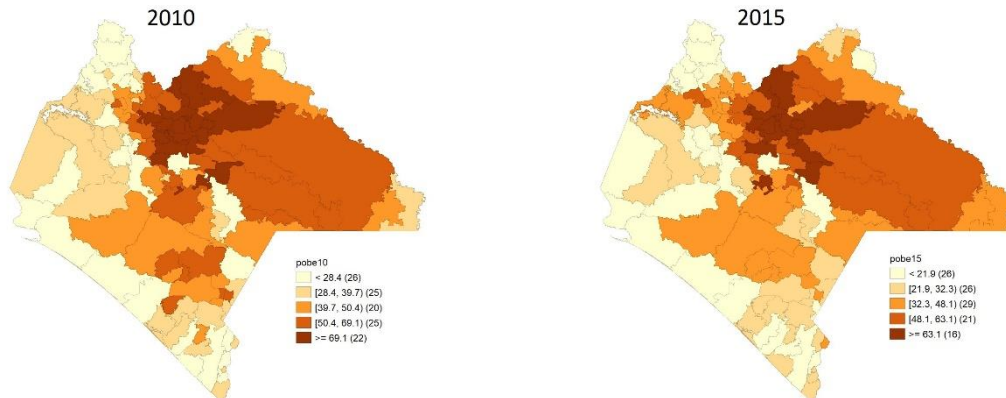 2010
2015
pobe10
< 28.4 (26)
[28.4, 39.7) (25)
[39.7, 50.4) (20)
[50.4, 69.1) (25)
>= 69.1 (22)
pobe15
< 21.9 (26)
[21.9, 32.3) (26)
[32.3, 48.1) (29)
[48.1, 63.1) (21)
>= 63.1 (16)